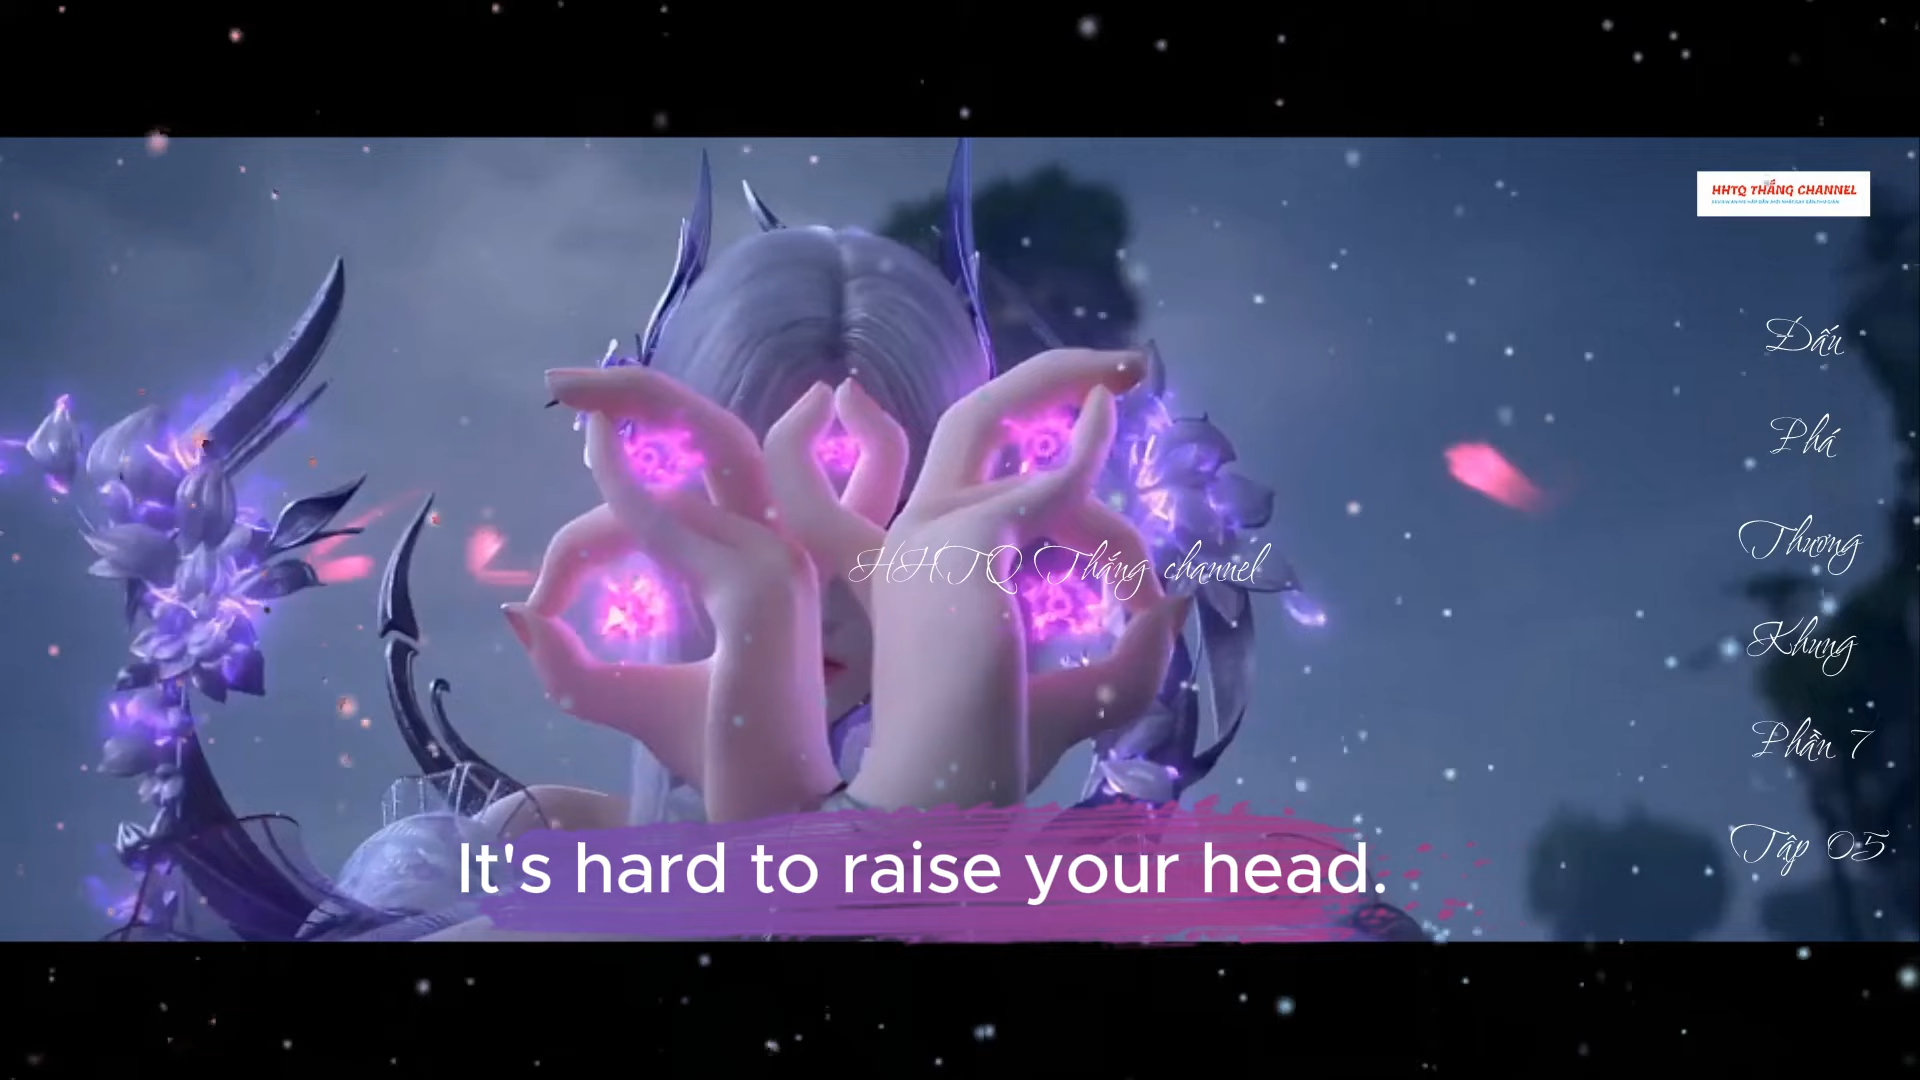 HHTQ THẮNG CHANNEL
Dấu
Phá
Thương
Khung
Phần 7
Tập 05
HHTQ Thắng channel
It's hard to raise your head.